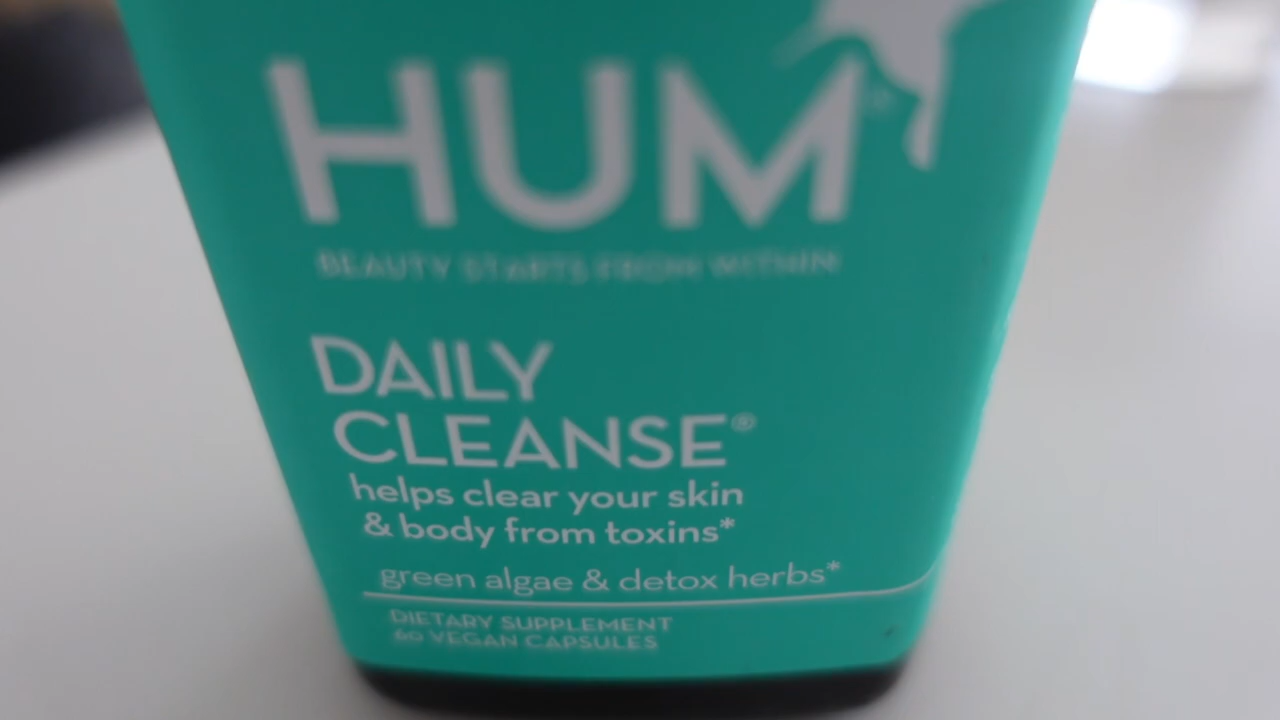 HUM®
BEAUTY STARTS FROM WITHIN
DAILY
CLEANSE®
helps clear your skin
& body from toxins*
green algae & detox herbs*
DIETARY SUPPLEMENT
60 VEGAN CAPSULES